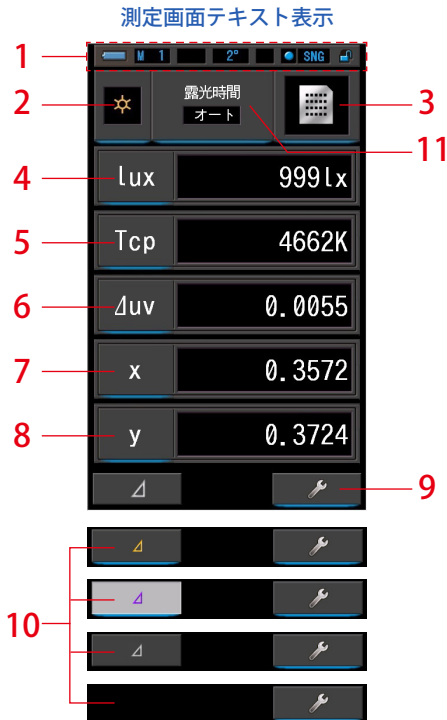 測定画面テキスト表示
1
M 1 2° SNG
2
露光時間
オート
3
11
4
lux 999lx
5
Tcp 4662K
6
⊿uv 0.0055
7
x 0.3572
8
y 0.3724
⊿
9
⊿
⊿
10
⊿